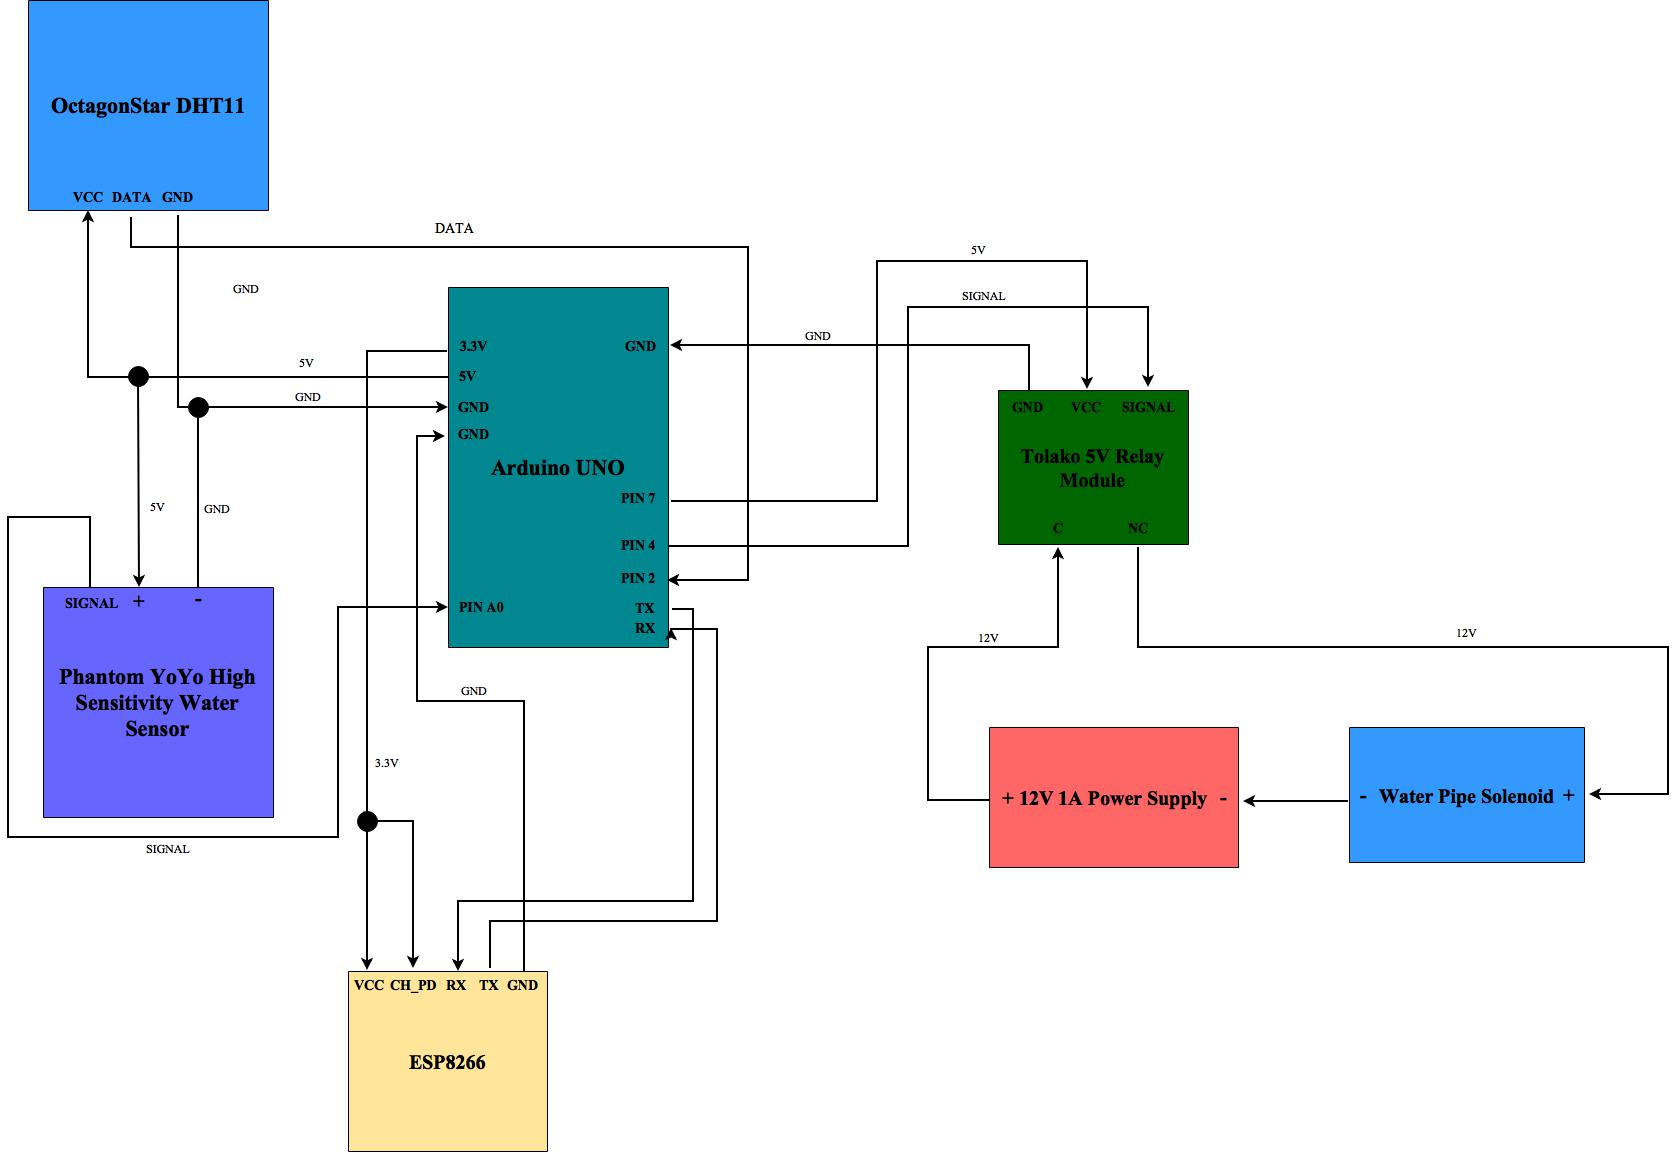 OctagonStar DHT11
VCC DATA GND
DATA
GND
5V
GND
5V
GND
SIGNAL + -
Phantom YoYo High
Sensitivity Water
Sensor
SIGNAL
3.3V
5V
GND
GND
Arduino UNO
PIN A0
GND
PIN 7
PIN 4
PIN 2
TX
RX
GND
3.3V
VCC CH_PD RX TX GND
ESP8266
5V
SIGNAL
GND
GND VCC SIGNAL
Tolako 5V Relay
Module
C NC
12V
12V
+ 12V 1A Power Supply -
- Water Pipe Solenoid +